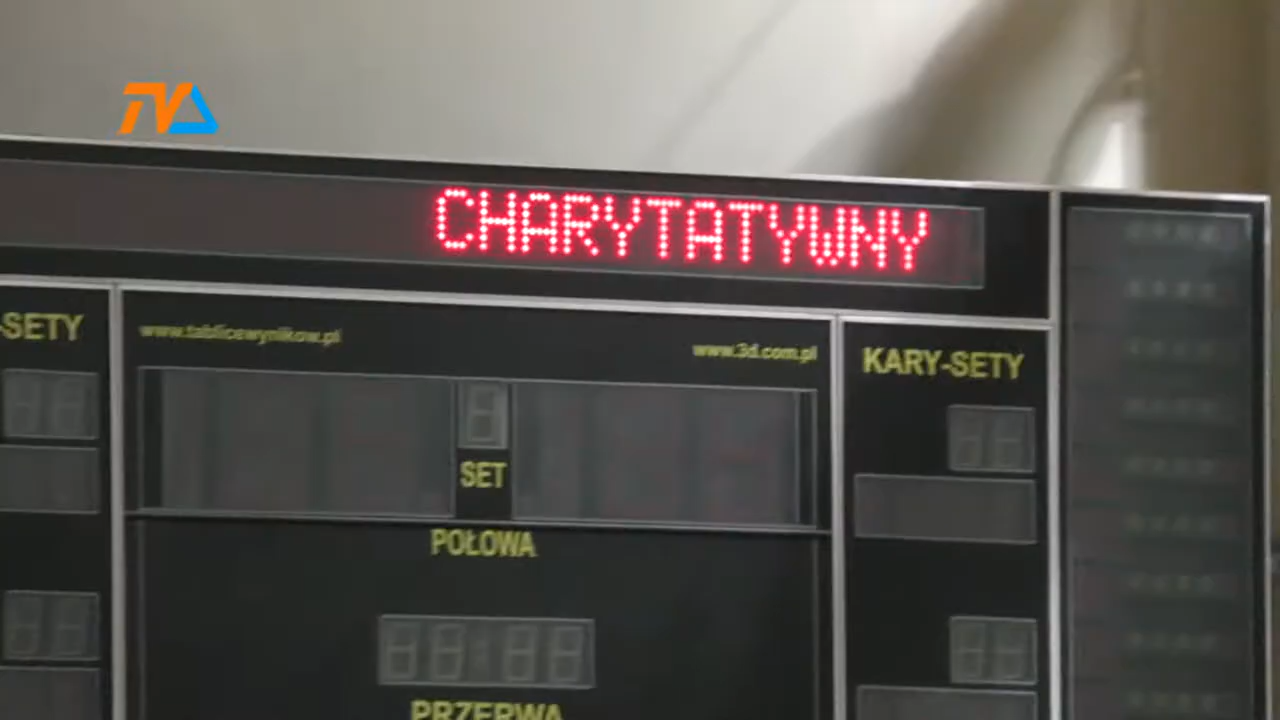 TVA
CHARYTATYWNY
-SETY
www.tablicewynikow.pl
www.3d.com.pl
KARY-SETY
SET
POŁOWA
PRZERWA